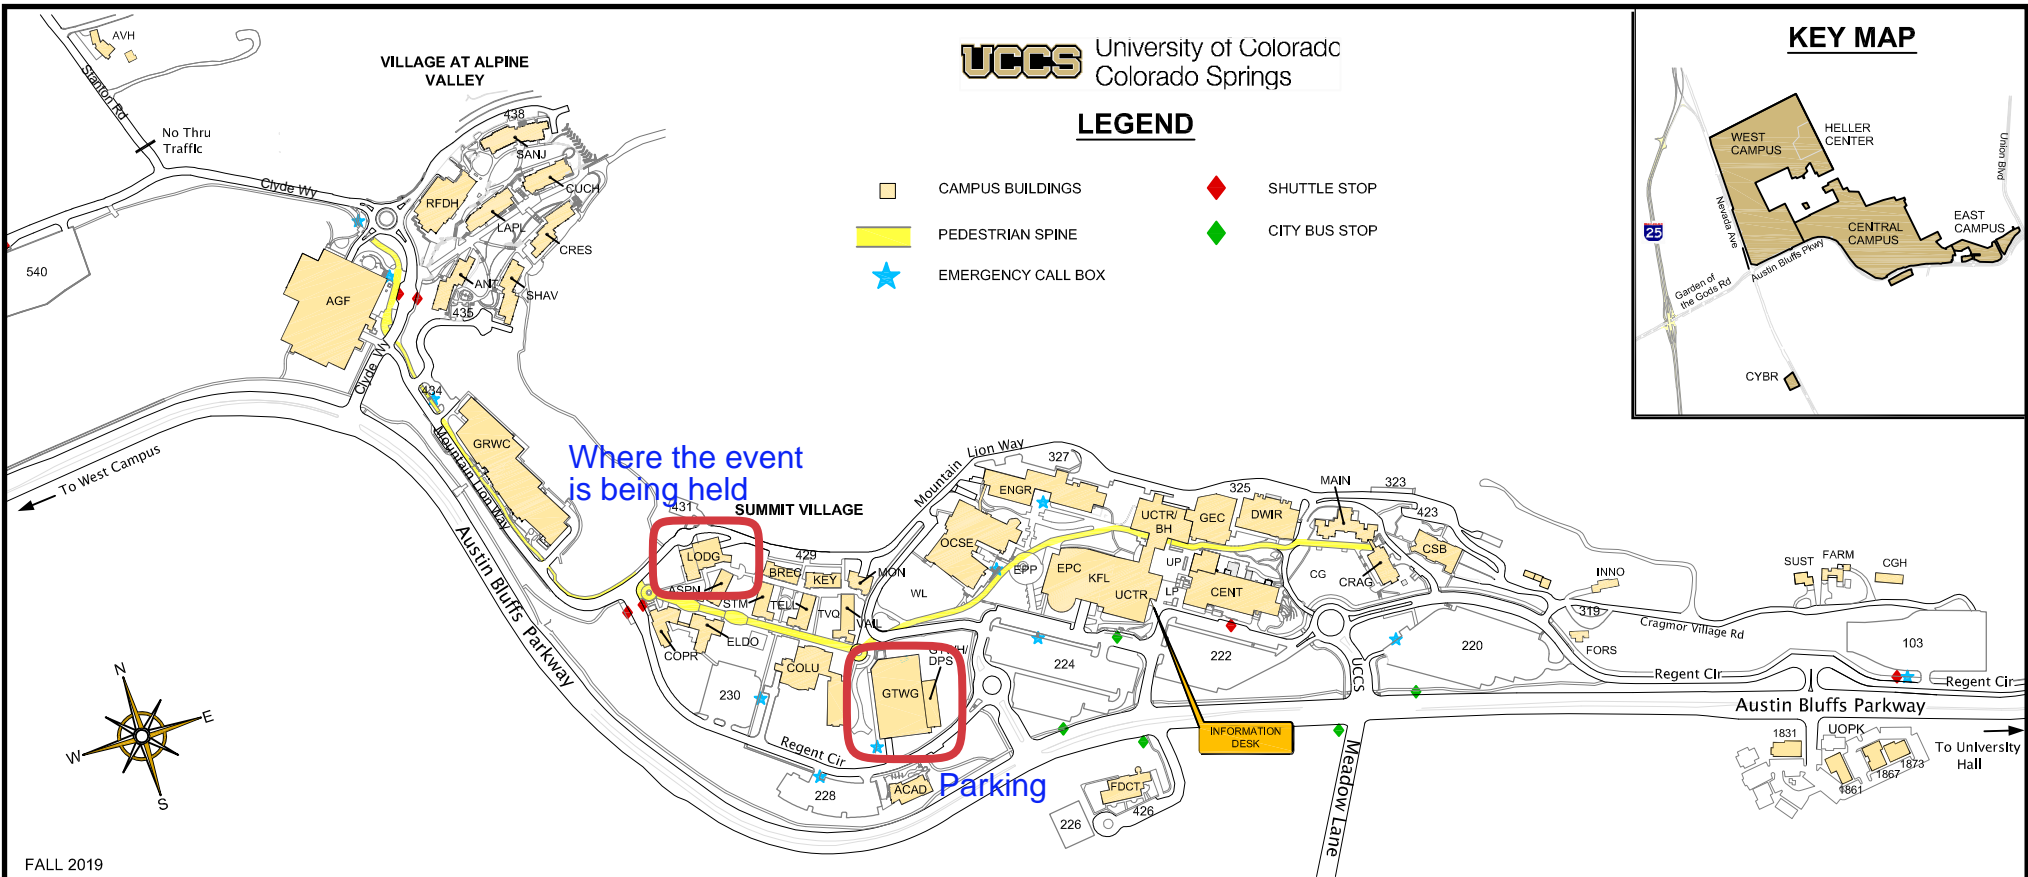 AVH
Stanton Rd
No Thru
Traffic
VILLAGE AT ALPINE
VALLEY
UCCS
University of Colorado
Colorado Springs
LEGEND
CAMPUS BUILDINGS
PEDESTRIAN SPINE
EMERGENCY CALL BOX
SHUTTLE STOP
CITY BUS STOP
KEY MAP
WEST
CAMPUS
HELLER
CENTER
Union Blvd
Nevada Ave
CENTRAL
CAMPUS
EAST
CAMPUS
25
Austin Bluffs Pkwy
Garden of
the Gods Rd
CYBR
438
SANJ
CUCH
Clyde Wy
RFDH
LAPL
CRES
540
AGF
ANT
SHAV
435
Clyde Wy
434
GRWC
Mountain Lion Way
To West Campus
Austin Bluffs Parkway
Where the event
is being held
431
SUMMIT VILLAGE
LODG
ASPN
429
BREC
KEY
MON
STM
TELL
TVQ
VAIL
COPR
ELDO
COLU
230
GTWG
GTWH/
DPS
Regent Cir
228
ACAD
Parking
Mountain Lion Way
327
ENGR
OCSE
EPP
WL
EPC
KFL
UCTR
UCTR/
BH
GEC
325
DWIR
MAIN
323
423
CSB
UP
LP
CENT
CG
CRAG
224
222
UCCS
220
INFORMATION
DESK
226
FDCT
426
Meadow Lane
INNO
319
FORS
SUST
FARM
CGH
Cragmor Village Rd
103
Regent Cir
Regent Cir
Austin Bluffs Parkway
To University
Hall
1831
UOPK
1873
1867
1861
N
E
W
S
FALL 2019